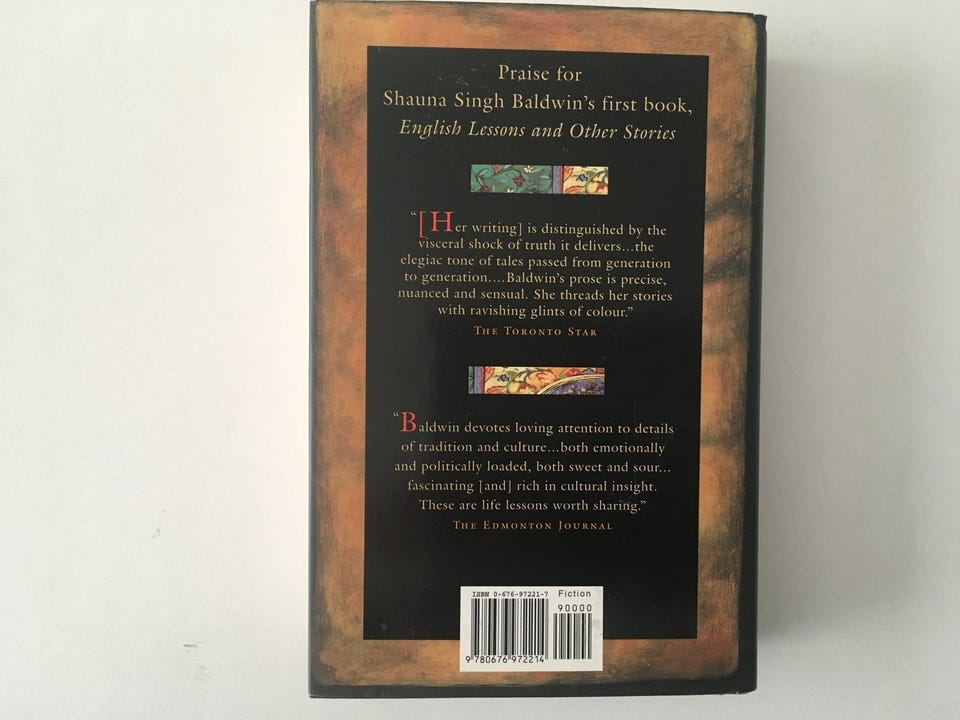 Praise for
Shauna Singh Baldwin's first book,
English Lessons and Other Stories
"[Her writing] is distinguished by the
visceral shock of truth it delivers...the
elegiac tone of tales passed from generation
to generation....Baldwin's prose is precise,
nuanced and sensual. She threads her stories
with ravishing glints of colour."
THE TORONTO STAR
"Baldwin devotes loving attention to details
of tradition and culture...both emotionally
and politically loaded, both sweet and sour...
fascinating [and] rich in cultural insight.
These are life lessons worth sharing."
THE EDMONTON JOURNAL
ISBN 0-676-97221-7 Fiction
90000
9 780676 972214